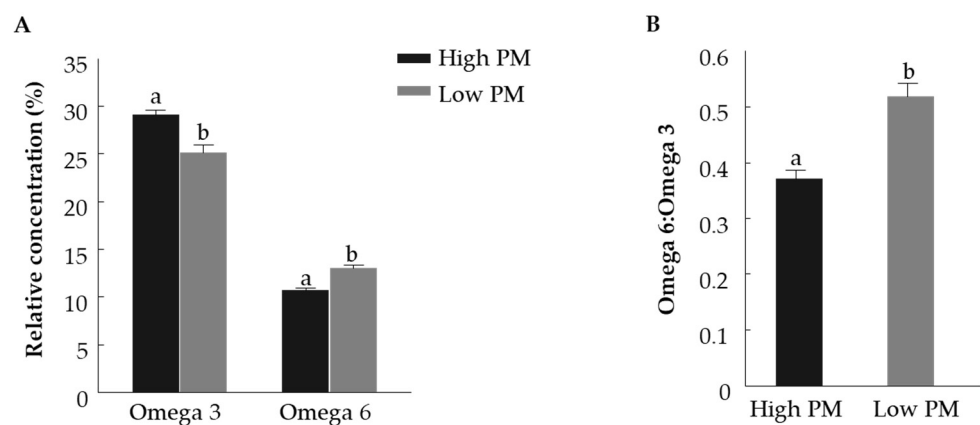 A
Relative concentration (%)
35
30
25
20
15
10
5
0
a
b
a
b
Omega 3
Omega 6
High PM
Low PM
B
Omega 6:Omega 3
0.6
0.5
0.4
0.3
0.2
0.1
0
a
b
High PM
Low PM